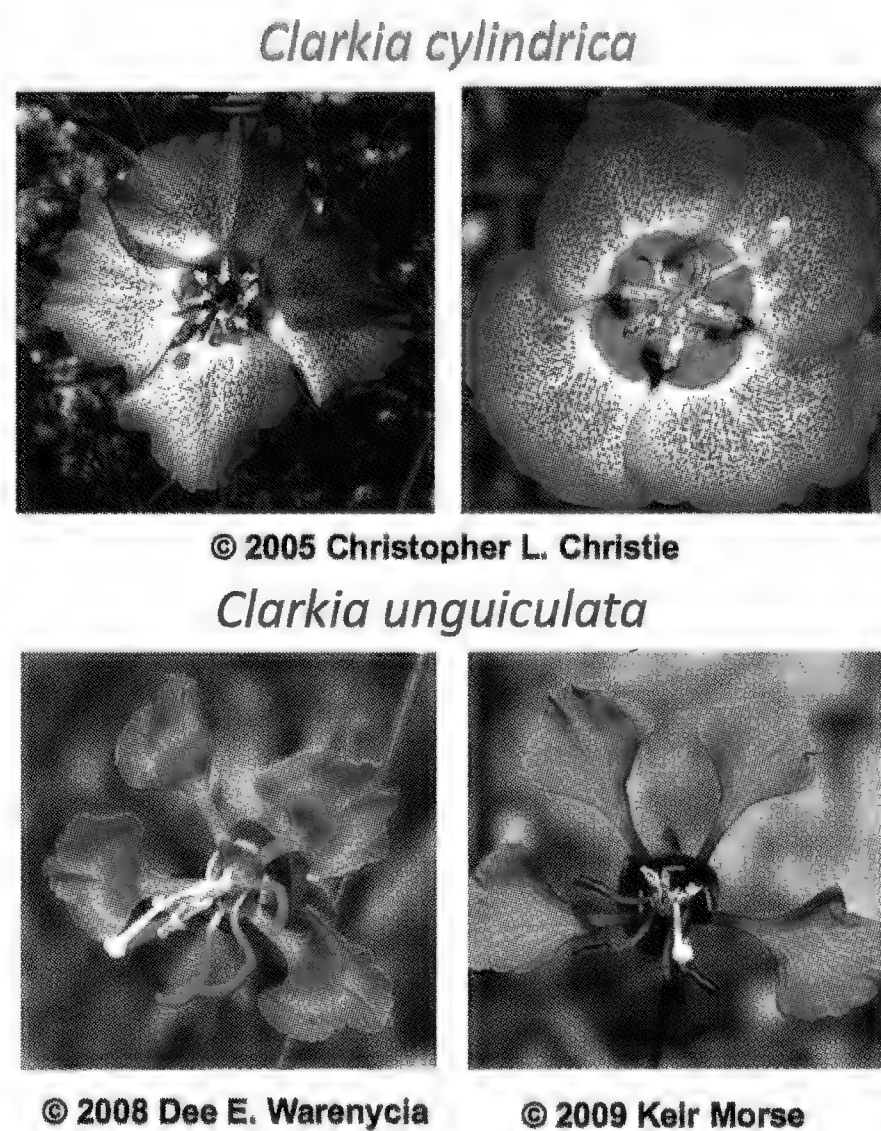 Clarkia cylindrica
© 2005 Christopher L. Christie
Clarkia unguiculata
© 2008 Dee E. Warenycia
© 2009 Keir Morse